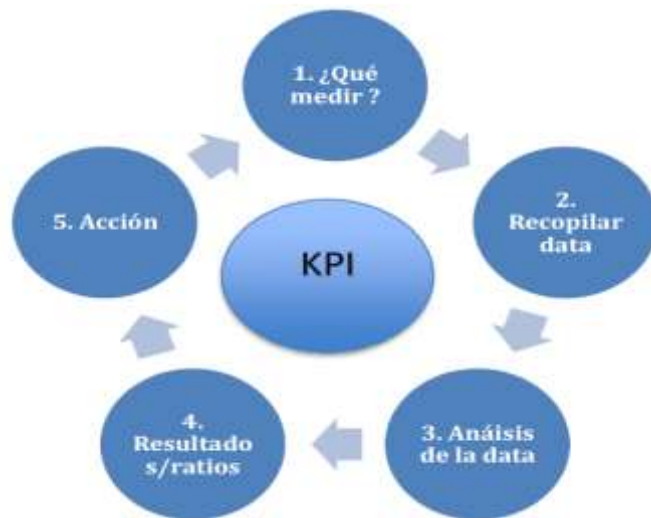 1. ¿Qué
medir ?
2.
Recopilar
data
3. Anáisis
de la data
4.
Resultado
s/ratios
5. Acción
KPI